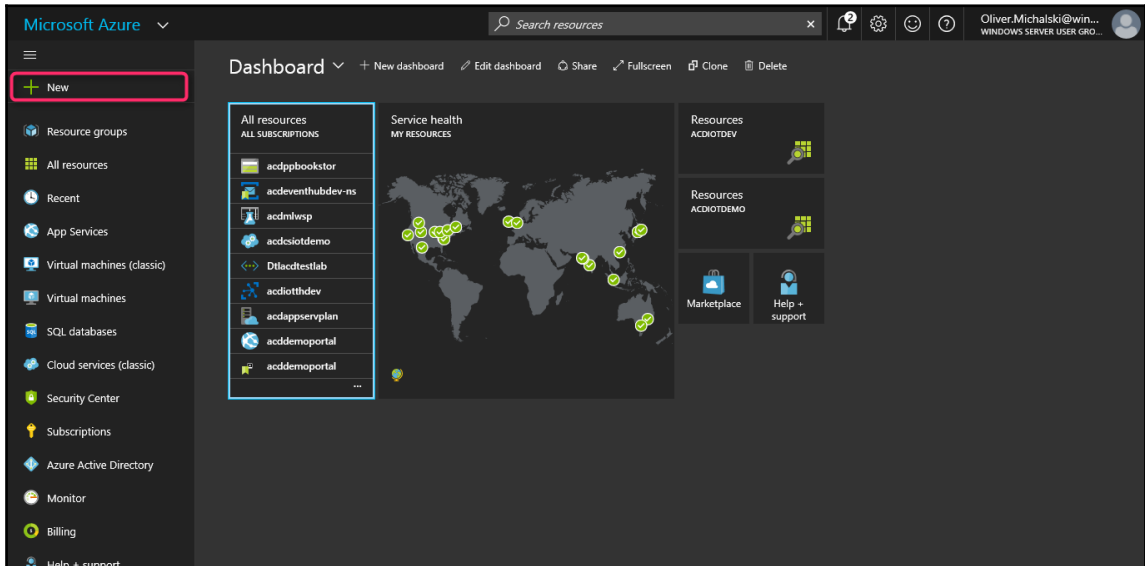 Microsoft Azure
Search resources
×
2
Oliver.Michalski@win...
WINDOWS SERVER USER GRO...
Dashboard
+ New dashboard
Edit dashboard
Share
Fullscreen
Clone
Delete
New
Resource groups
All resources
Recent
App Services
Virtual machines (classic)
Virtual machines
SQL databases
Cloud services (classic)
Security Center
Subscriptions
Azure Active Directory
Monitor
Billing
Help + support
All resources
ALL SUBSCRIPTIONS
acdppbookstor
acdeventhubdev-ns
acdmlwsp
acdcsiotdemo
Dtlacdtestlab
acdiotthdev
acdappservplan
acddemoportal
acddemoportal
...
Service health
MY RESOURCES
Resources
ACDIOTDEV
Resources
ACDIOTDEMO
Marketplace
Help +
support